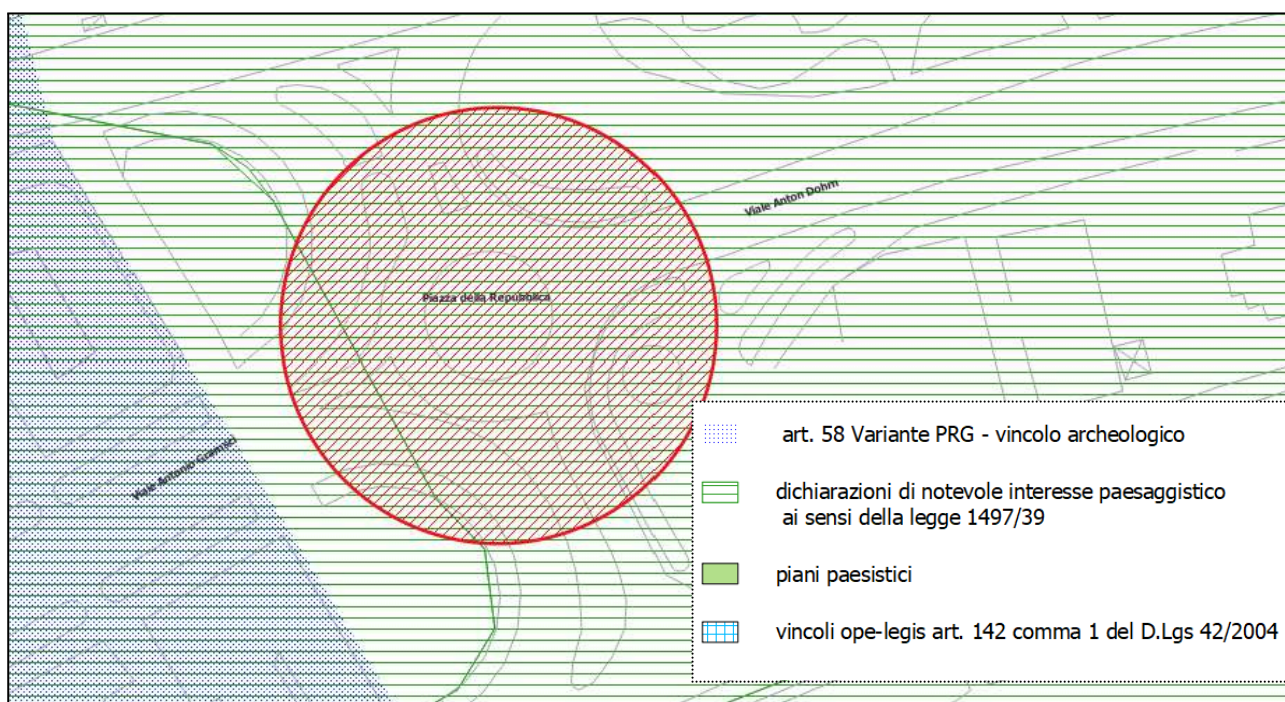 Viale Anton Dohrn
Piazza della Repubblica
Viale Antonio Gramsci
art. 58 Variante PRG - vincolo archeologico
dichiarazioni di notevole interesse paesaggistico
ai sensi della legge 1497/39
piani paesistici
vincoli ope-legis art. 142 comma 1 del D.Lgs 42/2004